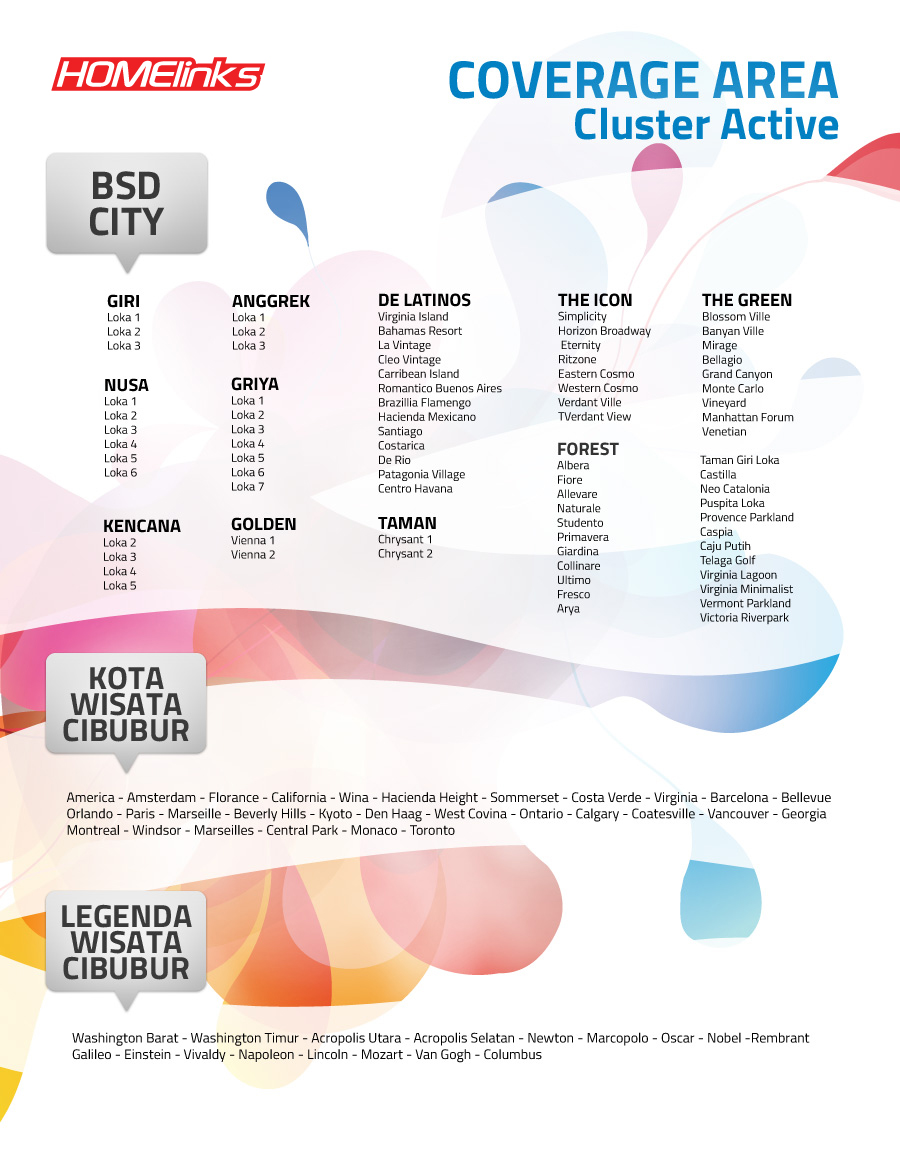 HOMElinks
COVERAGE AREA
Cluster Active
BSD
CITY
GIRI
Loka 1
Loka 2
Loka 3
NUSA
Loka 1
Loka 2
Loka 3
Loka 4
Loka 5
Loka 6
KENCANA
Loka 2
Loka 3
Loka 4
Loka 5
ANGGREK
Loka 1
Loka 2
Loka 3
GRIYA
Loka 1
Loka 2
Loka 3
Loka 4
Loka 5
Loka 6
Loka 7
GOLDEN
Vienna 1
Vienna 2
DE LATINOS
Virginia Island
Bahamas Resort
La Vintage
Cleo Vintage
Carribean Island
Romantico Buenos Aires
Brazillia Flamengo
Hacienda Mexicano
Santiago
Costarica
De Rio
Patagonia Village
Centro Havana
TAMAN
Chrysant 1
Chrysant 2
THE ICON
Simplicity
Horizon Broadway
Eternity
Ritzone
Eastern Cosmo
Western Cosmo
Verdant Ville
TVerdant View
FOREST
Albera
Fiore
Allevare
Naturale
Studento
Primavera
Giardina
Collinare
Ultimo
Fresco
Arya
THE GREEN
Blossom Ville
Banyan Ville
Mirage
Bellagio
Grand Canyon
Monte Carlo
Vineyard
Manhattan Forum
Venetian
Taman Giri Loka
Castilla
Neo Catalonia
Puspita Loka
Provence Parkland
Caspia
Caju Putih
Telaga Golf
Virginia Lagoon
Virginia Minimalist
Vermont Parkland
Victoria Riverpark
KOTA
WISATA
CIBUBUR
America - Amsterdam - Florance - California - Wina - Hacienda Height - Sommerset - Costa Verde - Virginia - Barcelona - Bellevue
Orlando - Paris - Marseille - Beverly Hills - Kyoto - Den Haag - West Covina - Ontario - Calgary - Coatesville - Vancouver - Georgia
Montreal - Windsor - Marseilles - Central Park - Monaco - Toronto
LEGENDA
WISATA
CIBUBUR
Washington Barat - Washington Timur - Acropolis Utara - Acropolis Selatan - Newton - Marcopolo - Oscar - Nobel -Rembrant
Galileo - Einstein - Vivaldy - Napoleon - Lincoln - Mozart - Van Gogh - Columbus